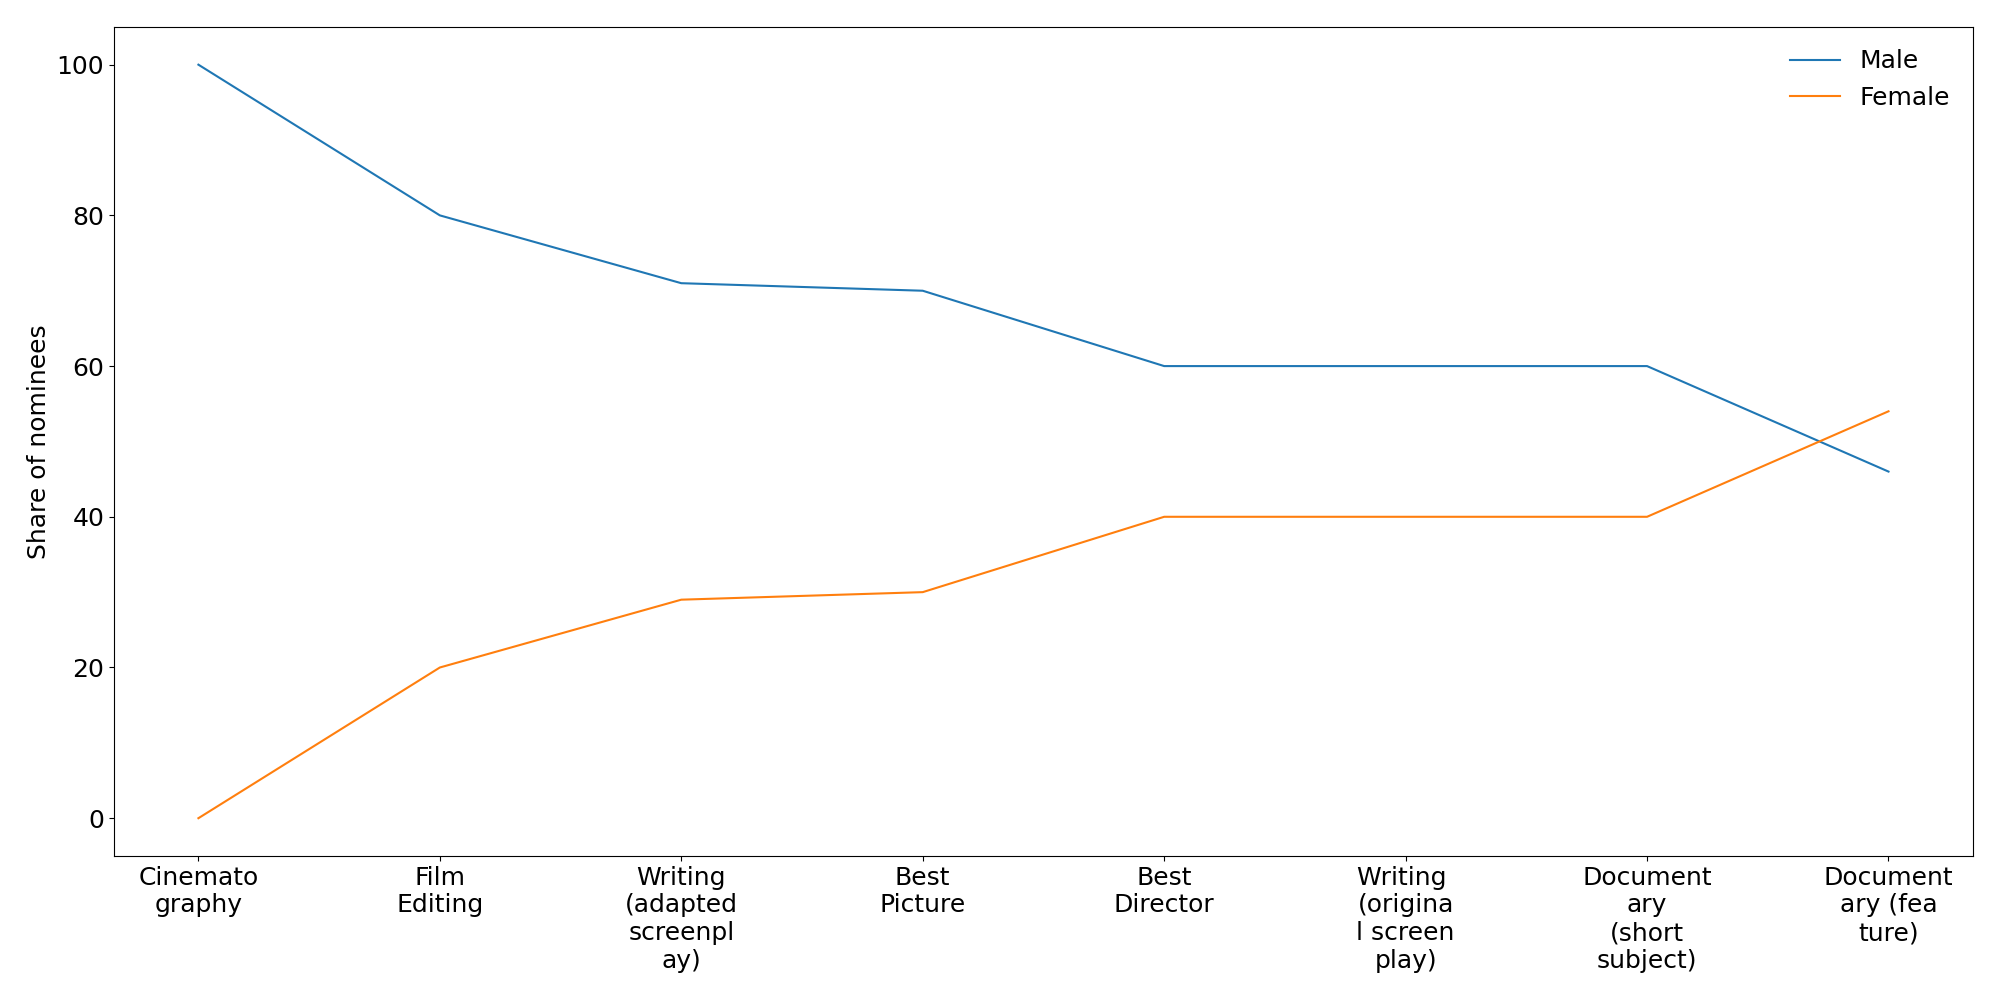 Male
Female
Share of nominees
100
80
60
40
20
0
Cinemato
graphy
Film
Editing
Writing
(adapted
screenpl
ay)
Best
Picture
Best
Director
Writing
(origina
l screen
play)
Document
ary
(short
subject)
Document
ary (fea
ture)